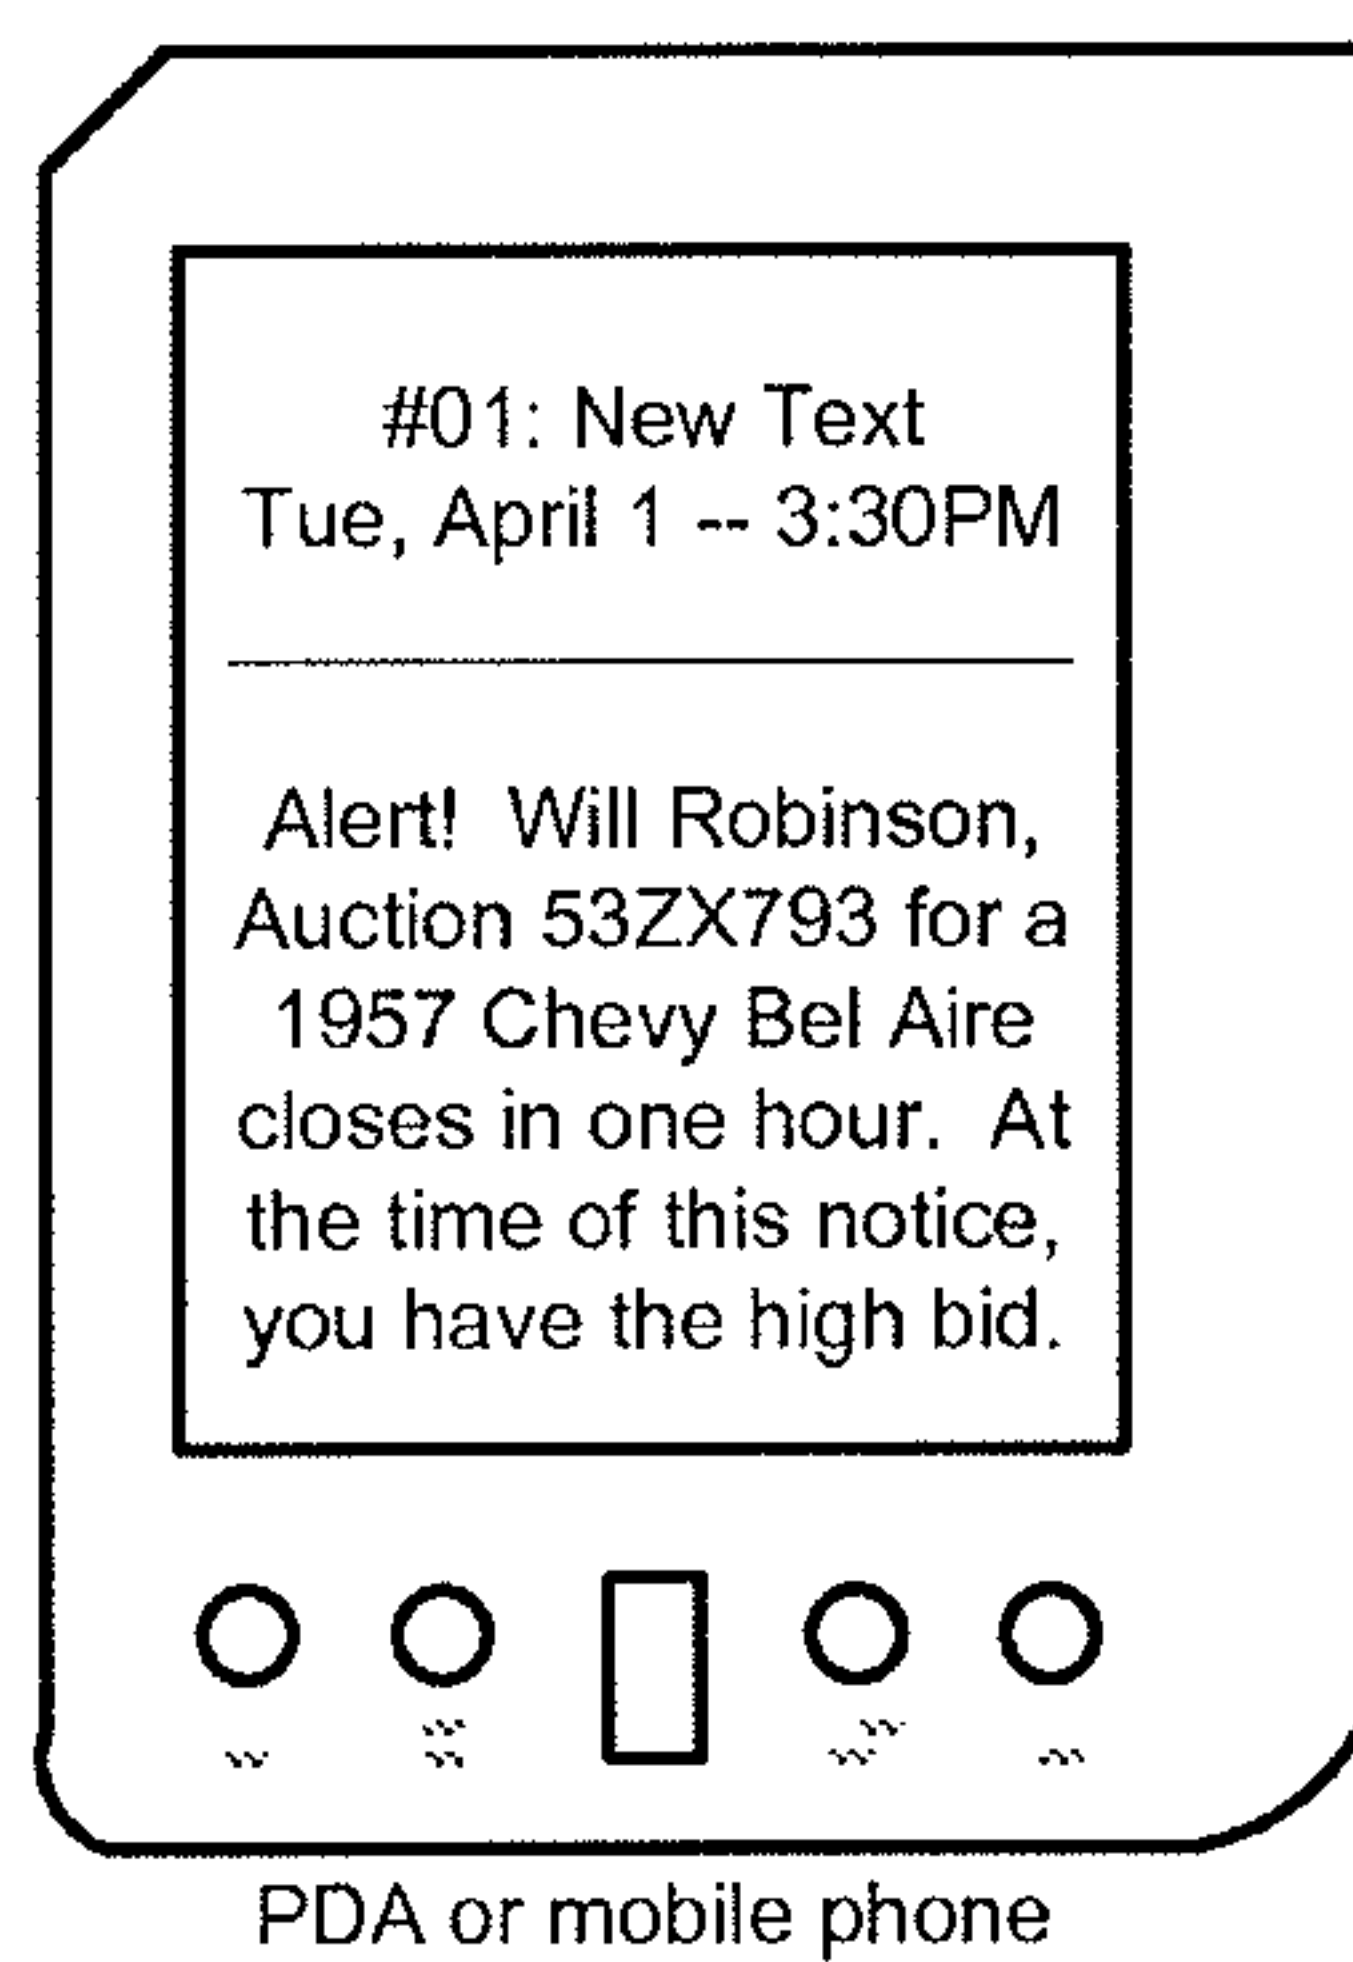 #01: New Text
Tue, April 1 -- 3:30PM
Alert!  Will Robinson,
Auction 53ZX793 for a
1957 Chevy Bel Aire
closes in one hour.  At
the time of this notice,
you have the high bid.
PDA or mobile phone